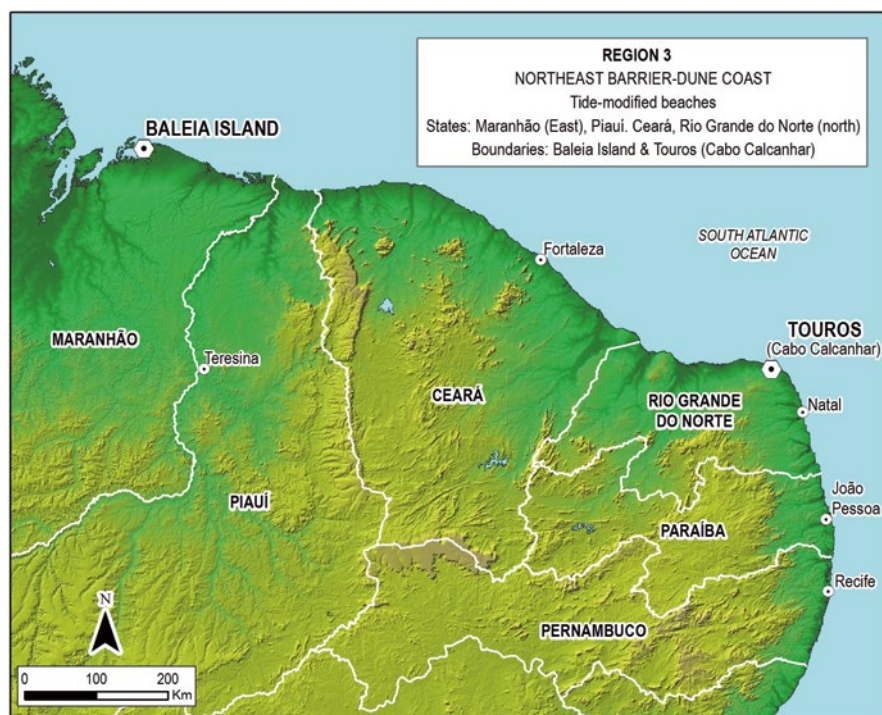 REGION 3
NORTHEAST BARRIER-DUNE COAST
Tide-modified beaches
States: Maranhão (East), Piauí. Ceará, Rio Grande do Norte (north)
Boundaries: Baleia Island & Touros (Cabo Calcanhar)
BALEIA ISLAND
SOUTH ATLANTIC
OCEAN
Fortaleza
MARANHÃO
TOUROS
(Cabo Calcanhar)
Teresina
CEARÁ
RIO GRANDE
DO NORTE
Natal
PIAUÍ
João
Pessoa
PARAÍBA
Recife
N
PERNAMBUCO
0 100 200
Km